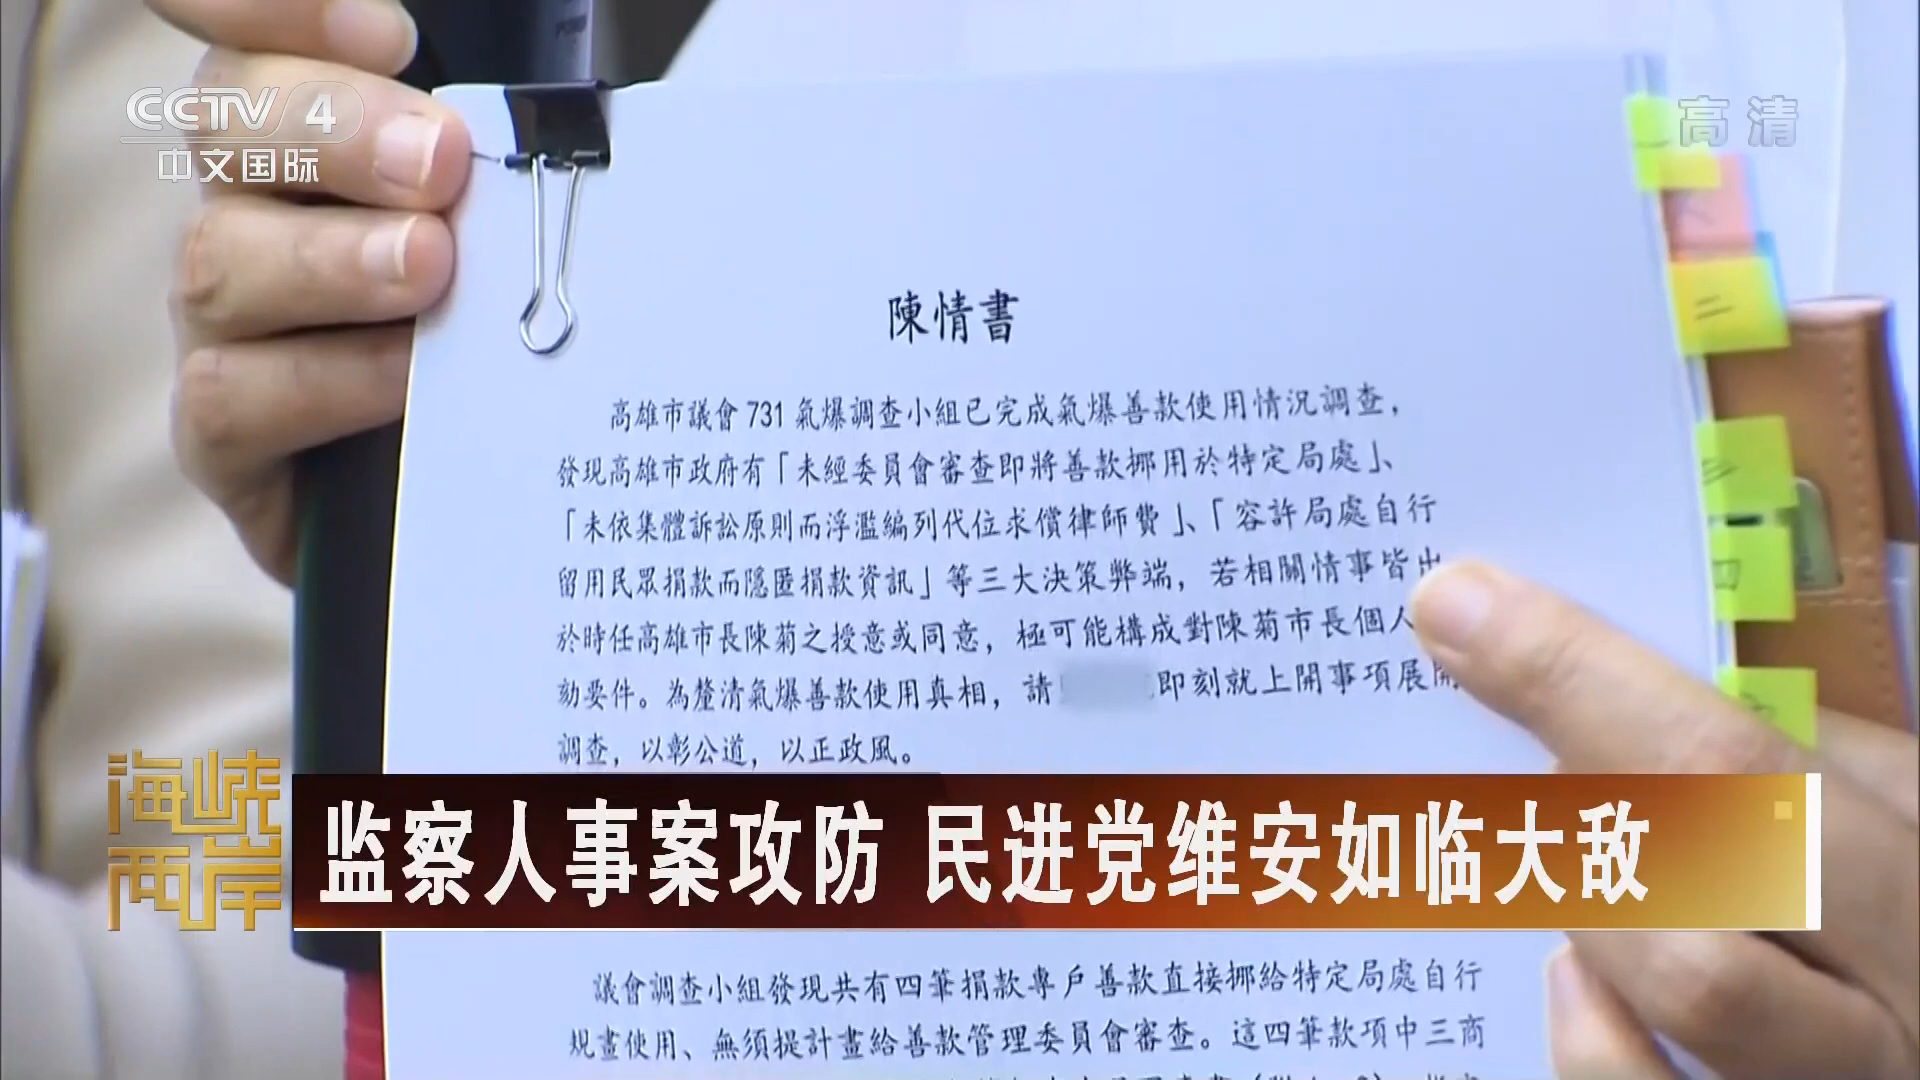 CCTV 4
中文国际
高清
陳情書
高雄市議會731氣爆調查小組已完成氣爆善款使用情況調查，
發現高雄市政府有「未經委員會審查即將善款挪用於特定局處」、
「未依集體訴訟原則而浮濫編列代位求償律師費」、「容許局處自行
留用民眾捐款而隱匿捐款資訊」等三大決策弊端，若相關情事皆出
於時任高雄市長陳菊之授意或同意，極可能構成對陳菊市長個人
劾要件。為釐清氣爆善款使用真相，請 即刻就上開事項展開
調查，以彰公道，以正政風。
海峡两岸
监察人事案攻防 民进党维安如临大敌
議會調查小組發現共有四筆捐款專戶善款直接挪給特定局處自行
規畫使用、無須提計畫給善款管理委員會審查。這四筆款項中三商
二
三
四